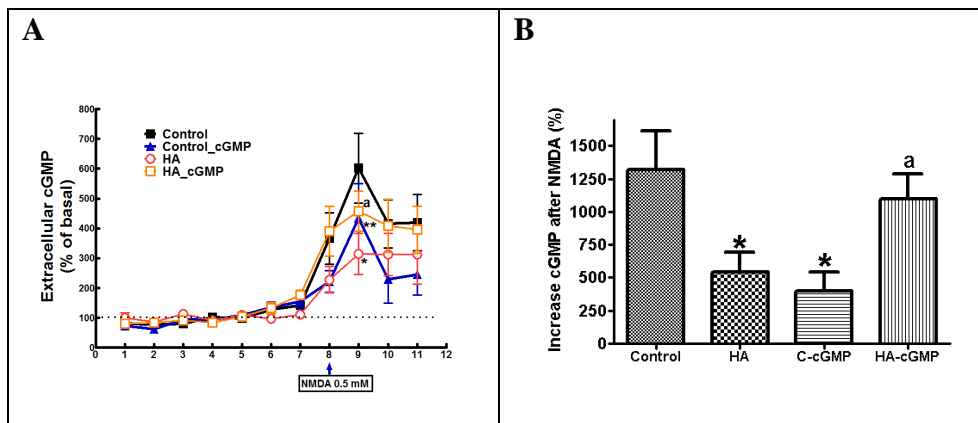 A
Extracellular cGMP
(% of basal)
800
700
600
500
400
300
200
100
0
Control
Control_cGMP
HA
HA_cGMP
a
**
*
0 1 2 3 4 5 6 7 8 9 10 11 12
NMDA 0.5 mM
B
Increase cGMP after NMDA (%)
1500
1250
1000
750
500
250
0
* * a
Control HA C-cGMP HA-cGMP